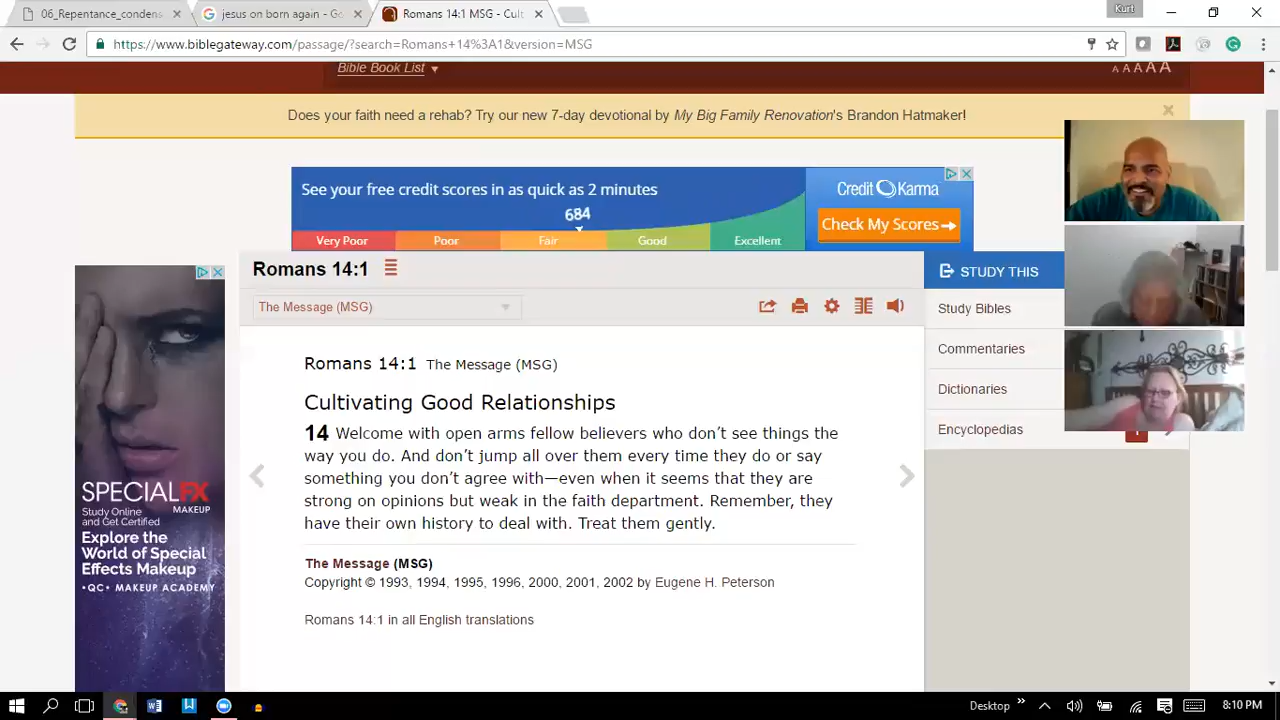 06_Repentance_condens
jesus on born again - Go
Romans 14:1 MSG - Cult
Kurt
https://www.biblegateway.com/passage/?search=Romans+14%3A1&version=MSG
Bible Book List
A A A A A
Does your faith need a rehab? Try our new 7-day devotional by My Big Family Renovation's Brandon Hatmaker!
See your free credit scores in as quick as 2 minutes
684
Very Poor Poor Fair Good Excellent
Credit Karma
Check My Scores
Romans 14:1
STUDY THIS
The Message (MSG)
Study Bibles
Commentaries
Dictionaries
Encyclopedias
Romans 14:1 The Message (MSG)
Cultivating Good Relationships
14 Welcome with open arms fellow believers who don't see things the
way you do. And don't jump all over them every time they do or say
something you don't agree with—even when it seems that they are
strong on opinions but weak in the faith department. Remember, they
have their own history to deal with. Treat them gently.
The Message (MSG)
Copyright © 1993, 1994, 1995, 1996, 2000, 2001, 2002 by Eugene H. Peterson
Romans 14:1 in all English translations
SPECIALFX
MAKEUP
Study Online
and Get Certified
Explore the
World of Special
Effects Makeup
•QC• MAKEUP ACADEMY
Desktop
8:10 PM